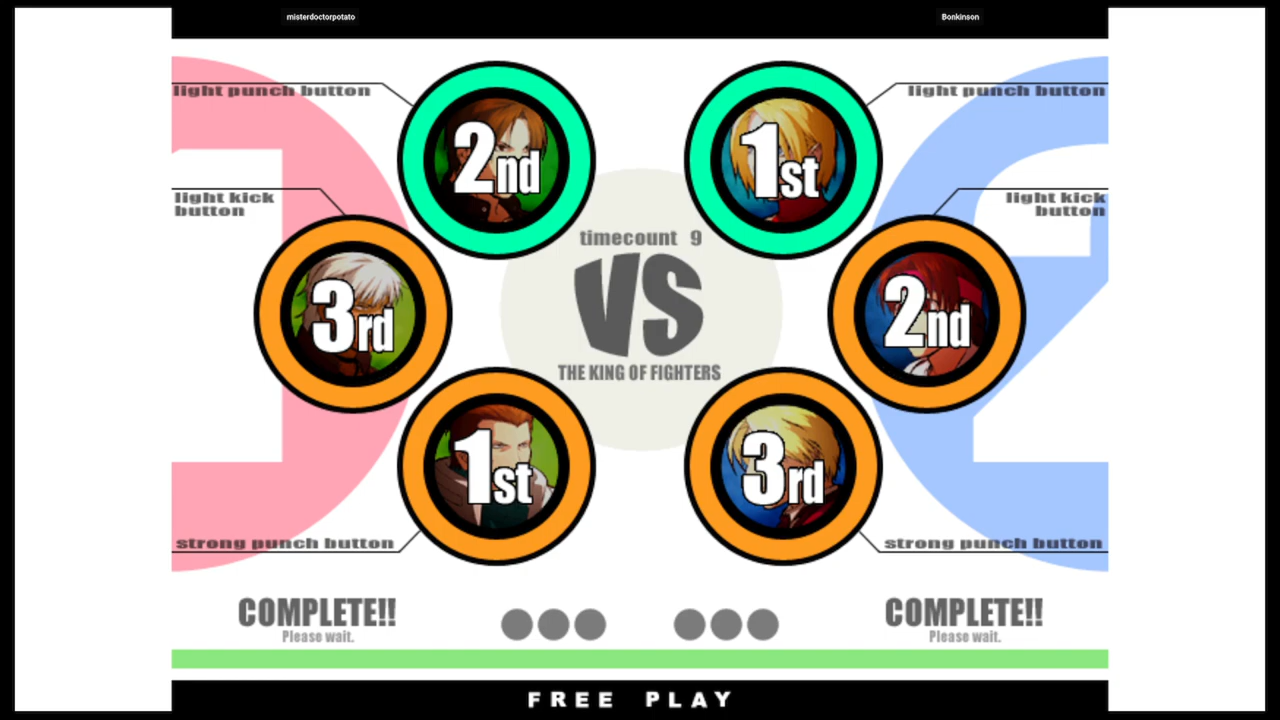 misterdoctorpotato
Bonkinson
light punch button
light punch button
2nd
1st
light kick
button
light kick
button
timecount 9
VS
THE KING OF FIGHTERS
3rd
2nd
1st
3rd
strong punch button
strong punch button
COMPLETE!!
Please wait.
COMPLETE!!
Please wait.
FREE PLAY